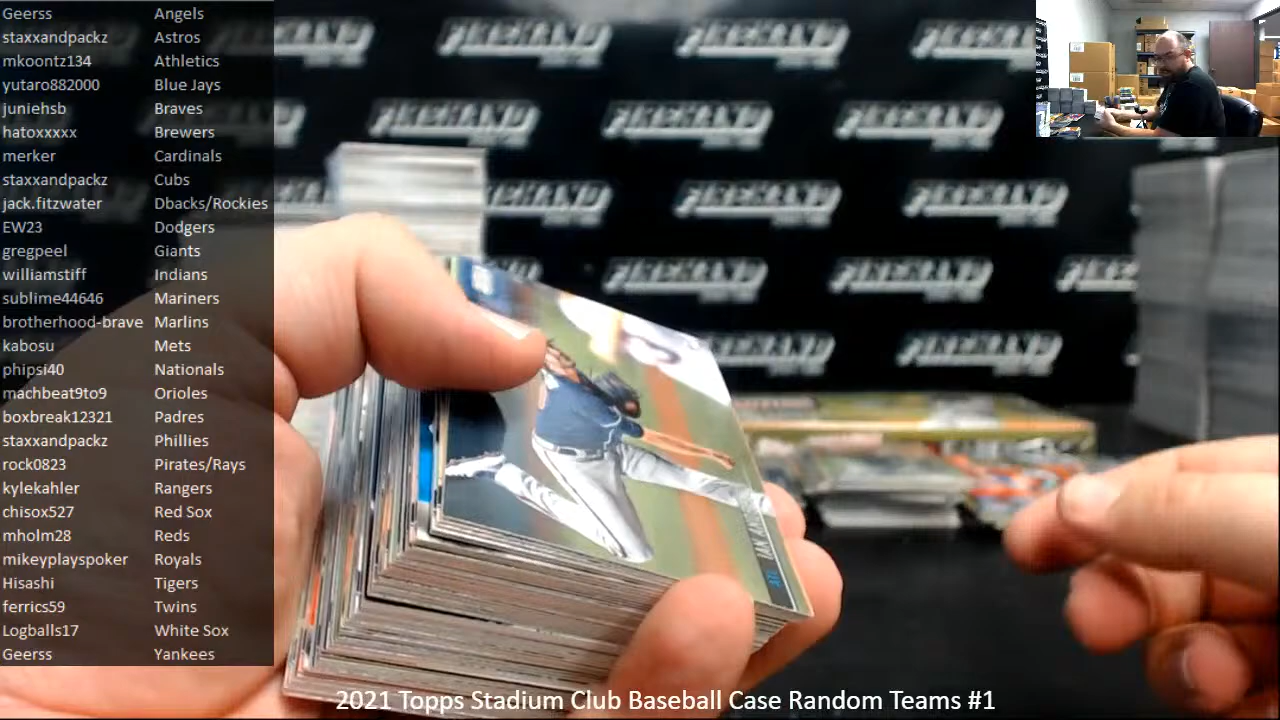 Geerss Angels
staxxandpackz Astros
mkoontz134 Athletics
yutaro882000 Blue Jays
juniehsb Braves
hatoxxxxx Brewers
merker Cardinals
staxxandpackz Cubs
jack.fitzwater Dbacks/Rockies
EW23 Dodgers
gregpeel Giants
williamstiff Indians
sublime44646 Mariners
brotherhood-brave Marlins
kabosu Mets
phipsi40 Nationals
machbeat9to9 Orioles
boxbreak12321 Padres
staxxandpackz Phillies
rock0823 Pirates/Rays
kylekahler Rangers
chisox527 Red Sox
mholm28 Reds
mikeyplayspoker Royals
Hisashi Tigers
ferrics59 Twins
Logballs17 White Sox
Geerss Yankees
ATL
2021 Topps Stadium Club Baseball Case Random Teams #1